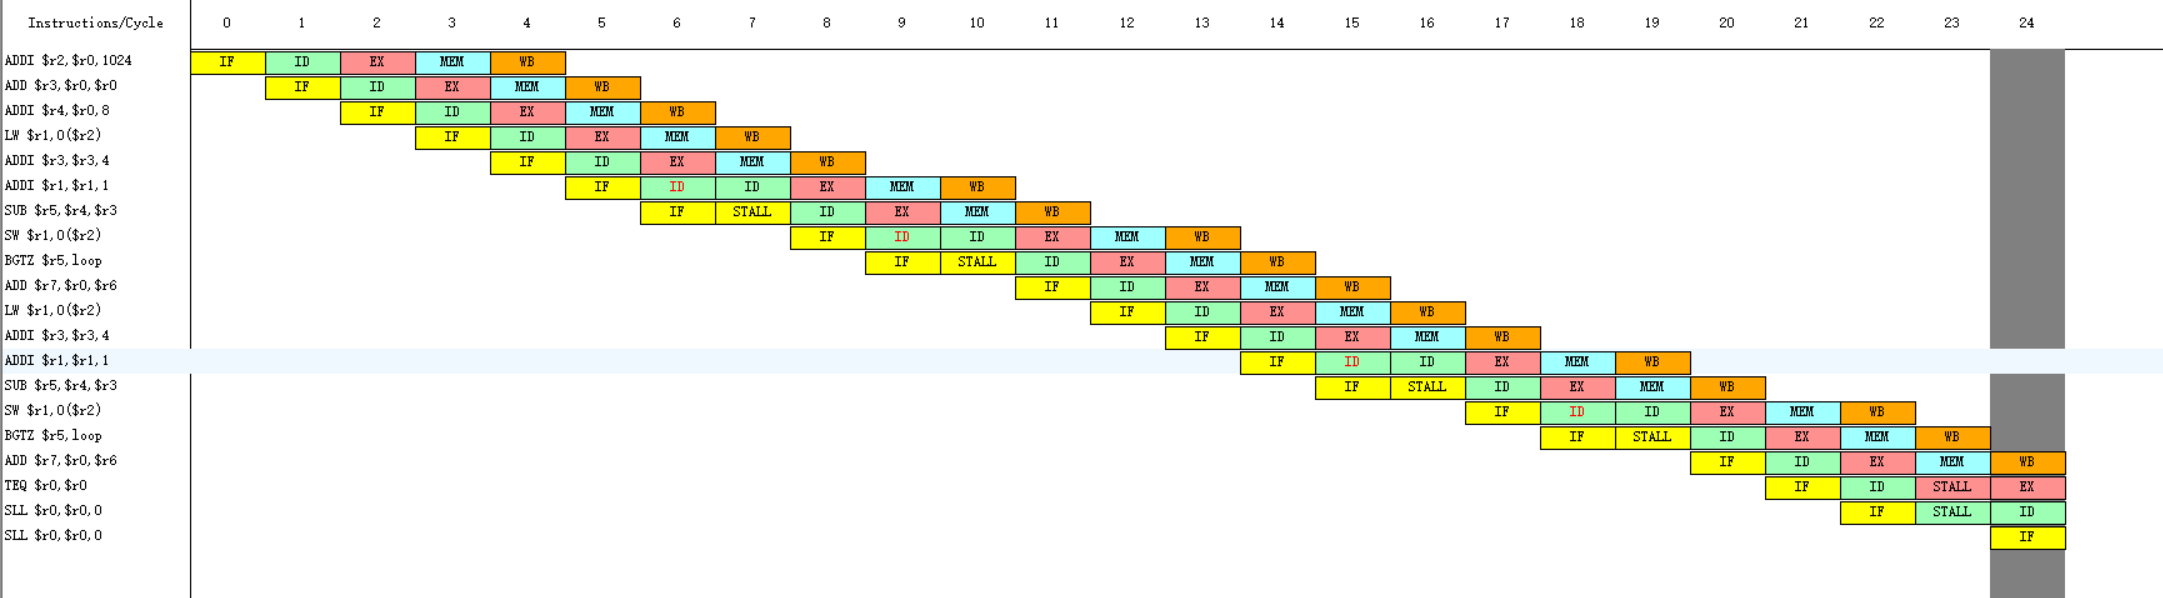 Instructions/Cycle 0 1 2 3 4 5 6 7 8 9 10 11 12 13 14 15 16 17 18 19 20 21 22 23 24
ADDI $r2,$r0,1024 IF ID EX MEM WB
ADD $r3,$r0,$r0 IF ID EX MEM WB
ADDI $r4,$r0,8 IF ID EX MEM WB
LW $r1,0($r2) IF ID EX MEM WB
ADDI $r3,$r3,4 IF ID EX MEM WB
ADDI $r1,$r1,1 IF ID ID EX MEM WB
SUB $r5,$r4,$r3 IF STALL ID EX MEM WB
SW $r1,0($r2) IF ID ID EX MEM WB
BGTZ $r5,loop IF STALL ID EX MEM WB
ADD $r7,$r0,$r6 IF ID EX MEM WB
LW $r1,0($r2) IF ID EX MEM WB
ADDI $r3,$r3,4 IF ID EX MEM WB
ADDI $r1,$r1,1 IF ID ID EX MEM WB
SUB $r5,$r4,$r3 IF STALL ID EX MEM WB
SW $r1,0($r2) IF ID ID EX MEM WB
BGTZ $r5,loop IF STALL ID EX MEM WB
ADD $r7,$r0,$r6 IF ID EX MEM WB
TEQ $r0,$r0 IF ID STALL EX
SLL $r0,$r0,0 IF STALL ID
SLL $r0,$r0,0 IF